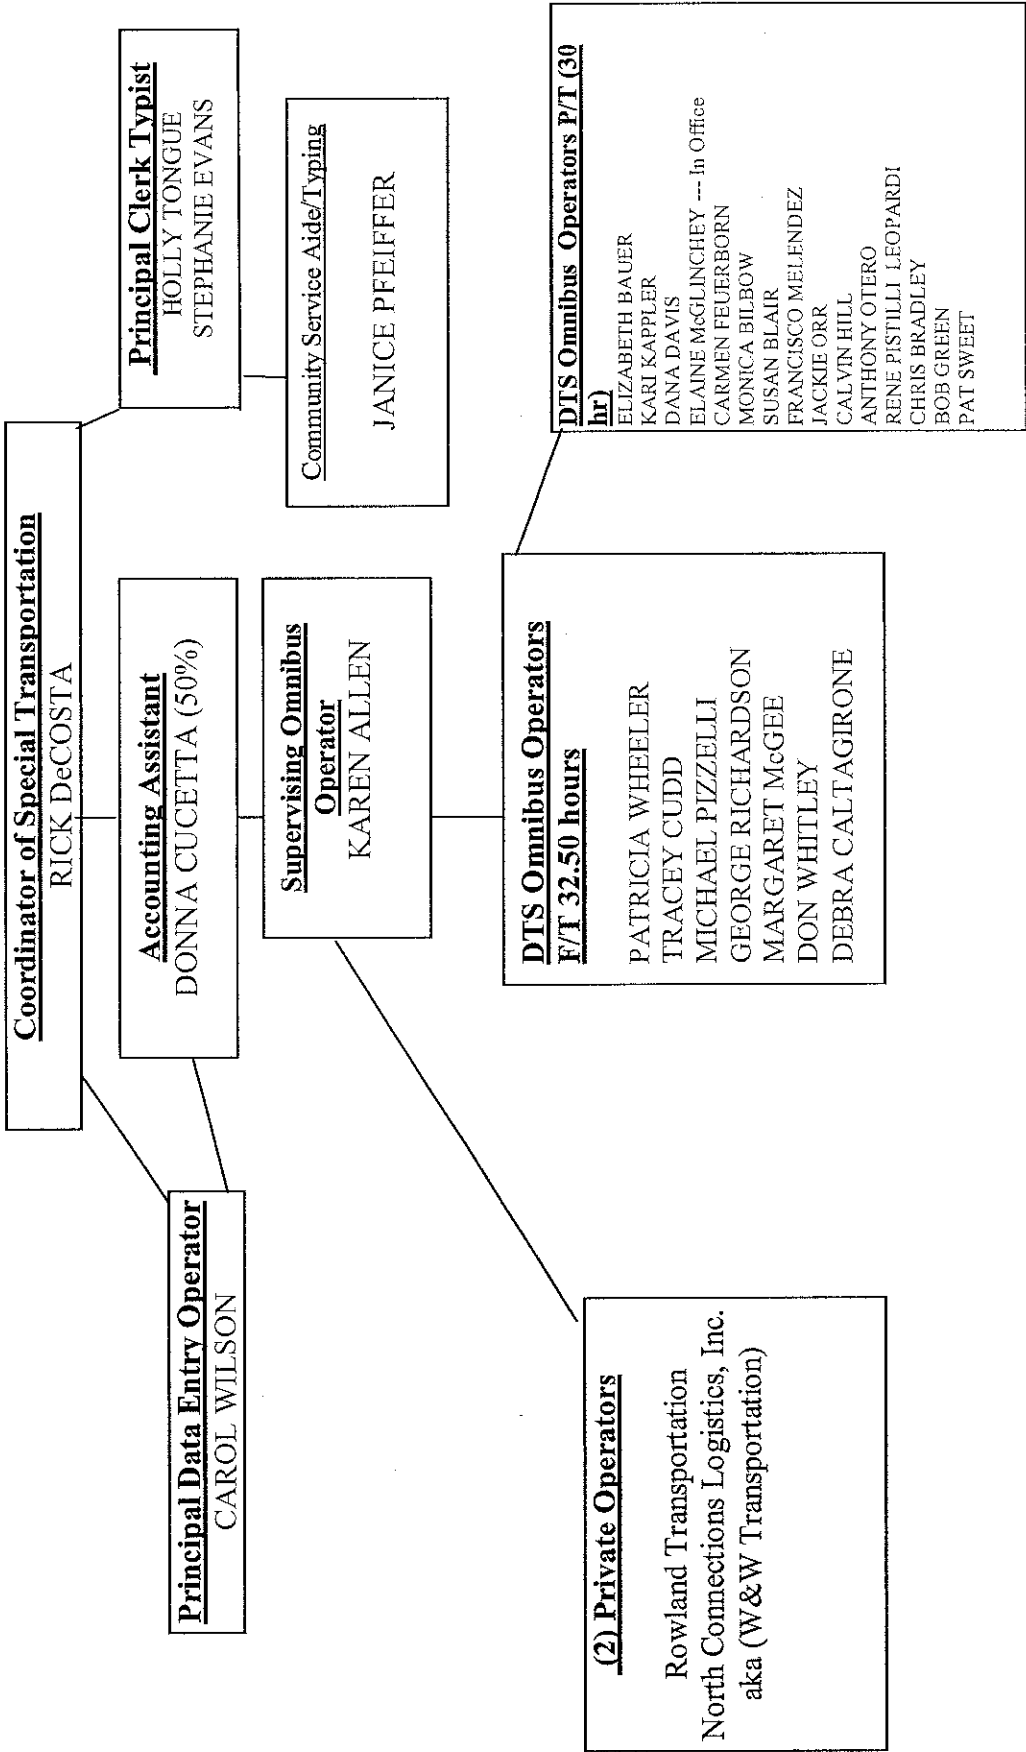 Coordinator of Special Transportation
RICK DeCOSTA
Principal Data Entry Operator
CAROL WILSON
Accounting Assistant
DONNA CUCETTA (50%)
Principal Clerk Typist
HOLLY TONGUE
STEPHANIE EVANS
Supervising Omnibus
Operator
KAREN ALLEN
Community Service Aide/Typing
JANICE PFEIFFER
(2) Private Operators
Rowland Transportation
North Connections Logistics, Inc.
aka (W&W Transportation)
DTS Omnibus Operators
F/T 32.50 hours
PATRICIA WHEELER
TRACEY CUDD
MICHAEL PIZZELLI
GEORGE RICHARDSON
MARGARET McGEE
DON WHITLEY
DEBRA CALTAGIRONE
DTS Omnibus Operators P/T (30
hr)
ELIZABETH BAUER
KARI KAPPLER
DANA DAVIS
ELAINE McGLINCHEY --- In Office
CARMEN FEUERBORN
MONICA BILBOW
SUSAN BLAIR
FRANCISCO MELENDEZ
JACKIE ORR
CALVIN HILL
ANTHONY OTERO
RENE PISTILLI LEOPARDI
CHRIS BRADLEY
BOB GREEN
PAT SWEET